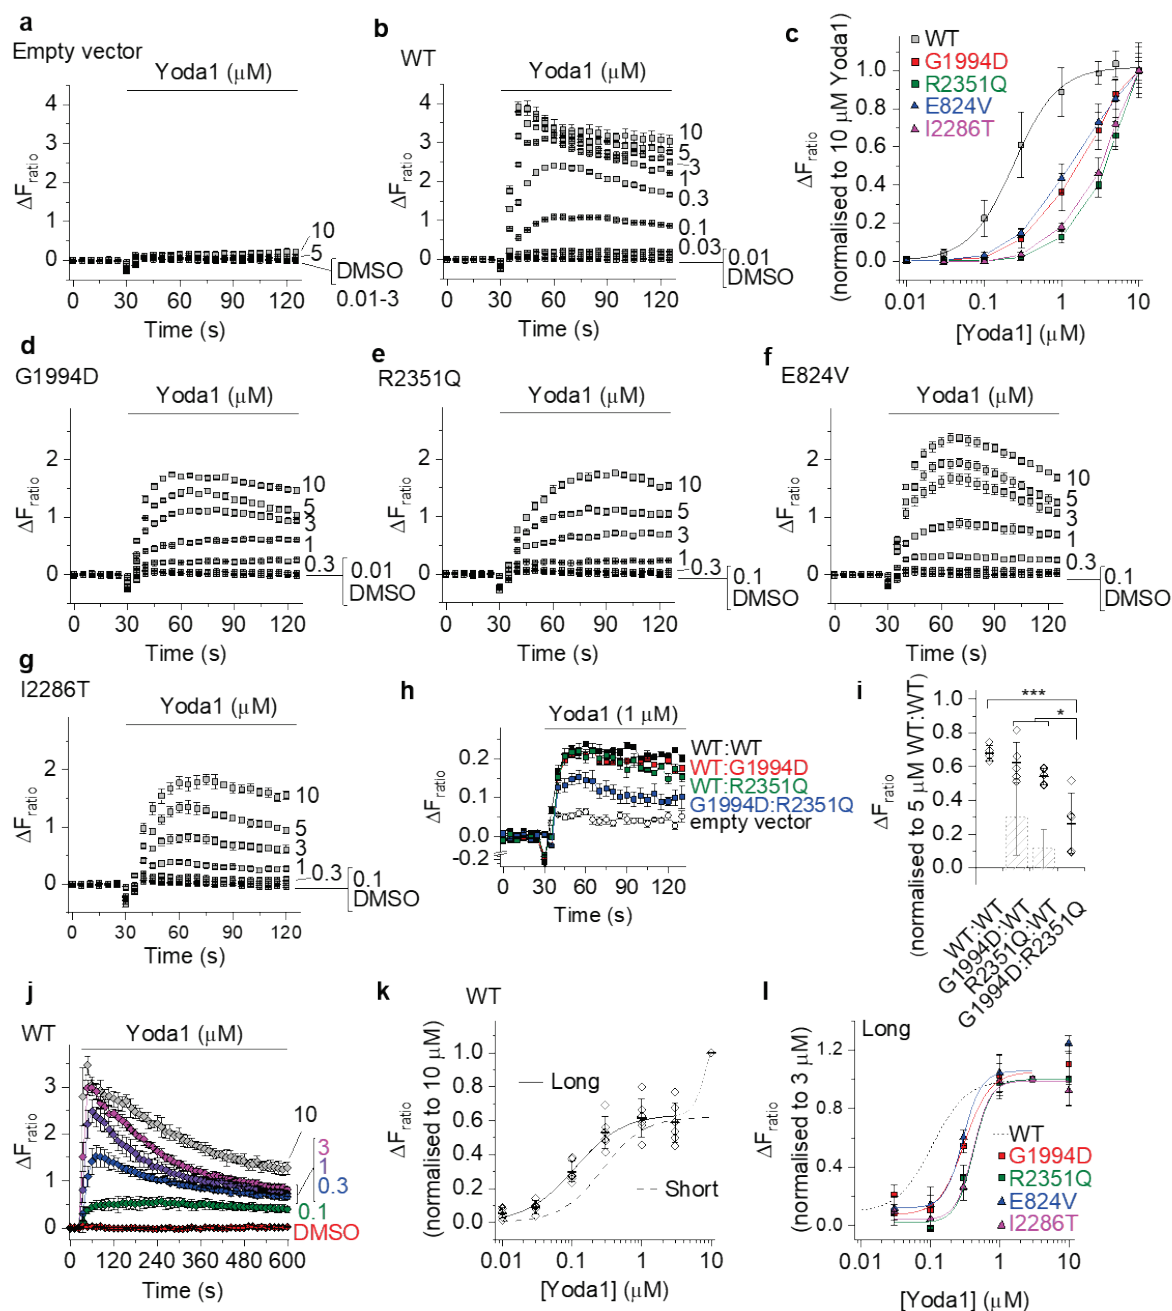 a
Empty vector
Yoda1 (μM)
4
3
2
1
0
ΔF_ratio
10
5
DMSO
0.01-3
0 30 60 90 120
Time (s)
b
WT
Yoda1 (μM)
4
3
2
1
0
ΔF_ratio
10
5
3
1
0.3
0.1
0.03
0.01
DMSO
0 30 60 90 120
Time (s)
c
WT
G1994D
R2351Q
E824V
I2286T
1.0
0.8
0.6
0.4
0.2
0.0
ΔF_ratio
(normalised to 10 μM Yoda1)
0.01 0.1 1 10
[Yoda1] (μM)
d
G1994D
Yoda1 (μM)
2
1
0
ΔF_ratio
10
5
3
1
0.3
0.01
DMSO
0 30 60 90 120
Time (s)
e
R2351Q
Yoda1 (μM)
2
1
0
ΔF_ratio
10
5
3
1
0.3
0.1
DMSO
0 30 60 90 120
Time (s)
f
E824V
Yoda1 (μM)
2
1
0
ΔF_ratio
10
5
3
1
0.3
0.1
DMSO
0 30 60 90 120
Time (s)
g
I2286T
Yoda1 (μM)
2
1
0
ΔF_ratio
10
5
3
1
0.3
0.1
DMSO
0 30 60 90 120
Time (s)
h
Yoda1 (1 μM)
0.2
0.1
0.0
-0.2
ΔF_ratio
WT:WT
WT:G1994D
WT:R2351Q
G1994D:R2351Q
empty vector
0 30 60 90 120
Time (s)
i
1.0
0.8
0.6
0.4
0.2
0.0
ΔF_ratio
(normalised to 5 μM WT:WT)
***
*
WT:WT
G1994D:WT
R2351Q:WT
G1994D:R2351Q
j
WT
Yoda1 (μM)
3
2
1
0
ΔF_ratio
10
3
1
0.3
0.1
DMSO
0 120 240 360 480 600
Time (s)
k
WT
1.0
0.8
0.6
0.4
0.2
0.0
ΔF_ratio
(normalised to 10 μM)
Long
Short
0.01 0.1 1 10
[Yoda1] (μM)
l
Long
1.2
0.8
0.4
0.0
ΔF_ratio
(normalised to 3 μM)
WT
G1994D
R2351Q
E824V
I2286T
0.01 0.1 1 10
[Yoda1] (μM)